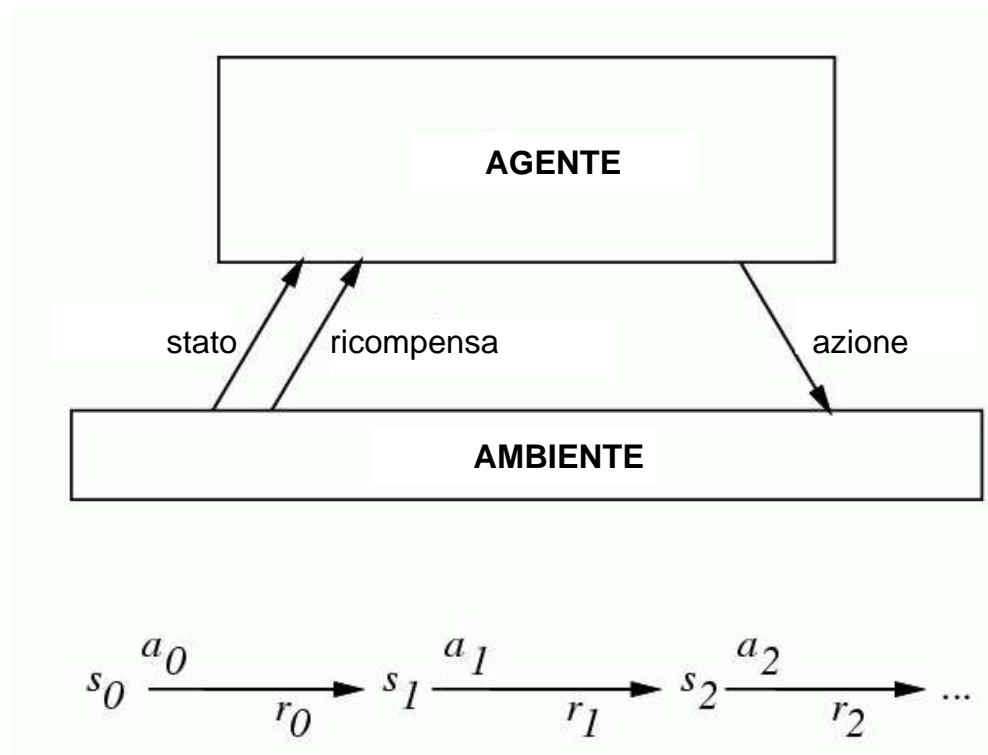 AGENTE
stato ricompensa azione
AMBIENTE
a0 a1 a2
s0 s1 s2 ...
r0 r1 r2